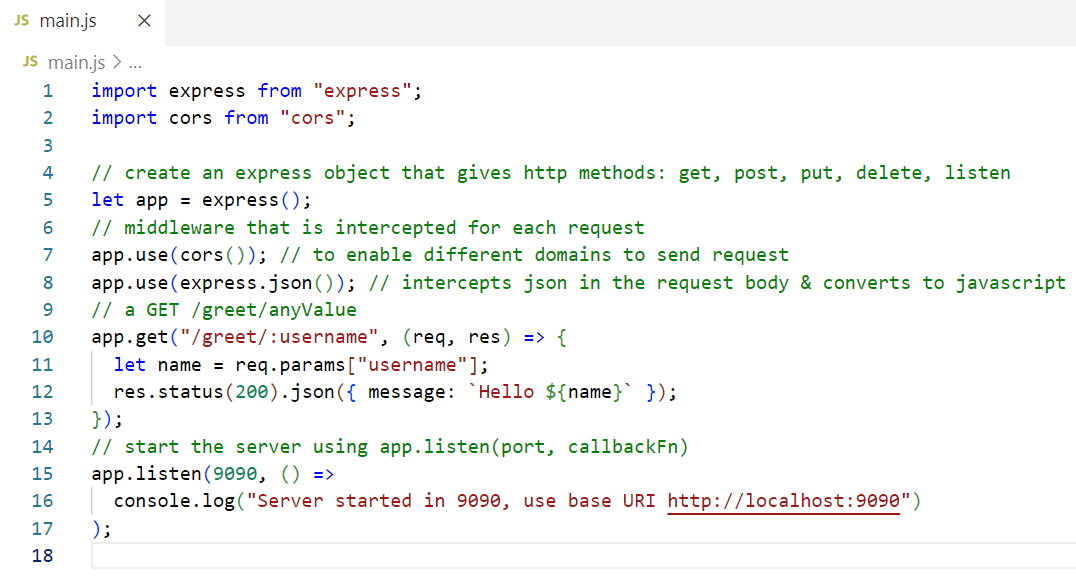 JS main.js ×
JS main.js > ...
1 import express from "express";
2 import cors from "cors";
3
4 // create an express object that gives http methods: get, post, put, delete, listen
5 let app = express();
6 // middleware that is intercepted for each request
7 app.use(cors()); // to enable different domains to send request
8 app.use(express.json()); // intercepts json in the request body & converts to javascript
9 // a GET /greet/anyValue
10 app.get("/greet/:username", (req, res) => {
11   let name = req.params["username"];
12   res.status(200).json({ message: `Hello ${name}` });
13 });
14 // start the server using app.listen(port, callbackFn)
15 app.listen(9090, () =>
16   console.log("Server started in 9090, use base URI http://localhost:9090")
17 );
18